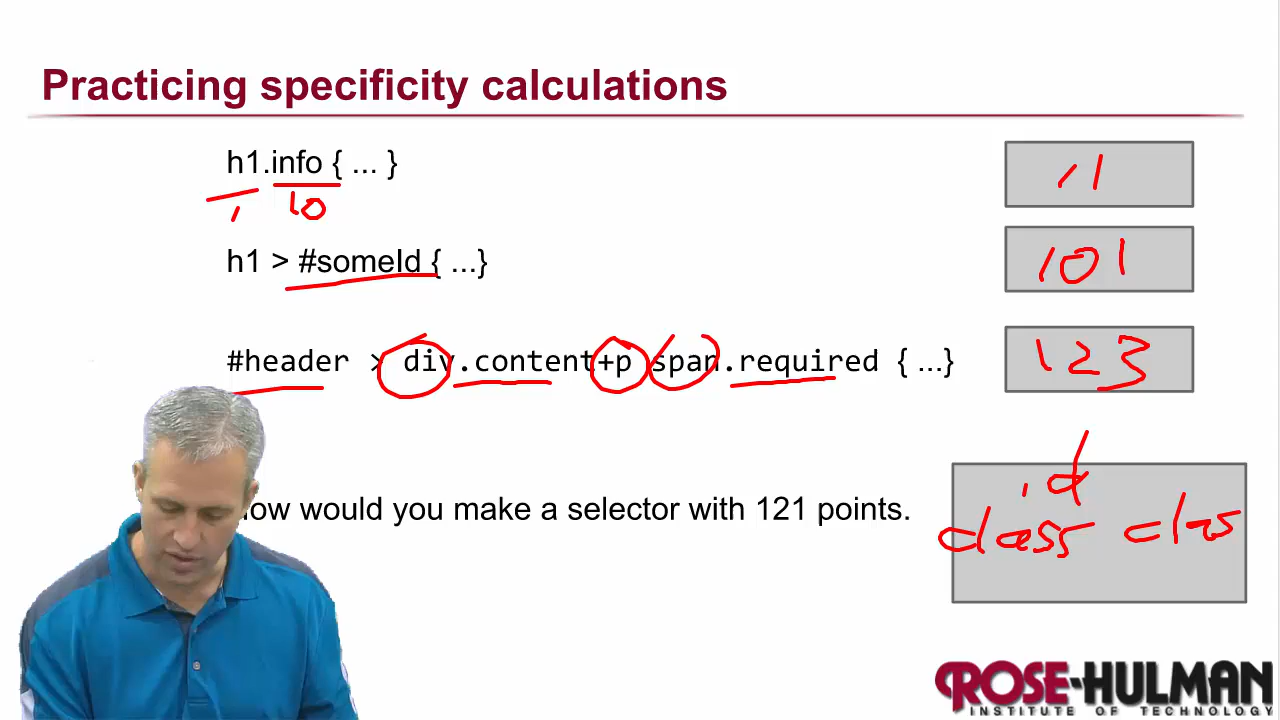 Practicing specificity calculations
h1.info { ... }
11
1 10
h1 > #someId { ...}
101
#header > div.content+p span.required { ...}
123
id
How would you make a selector with 121 points.
class clas
ROSE-HULMAN
INSTITUTE OF TECHNOLOGY